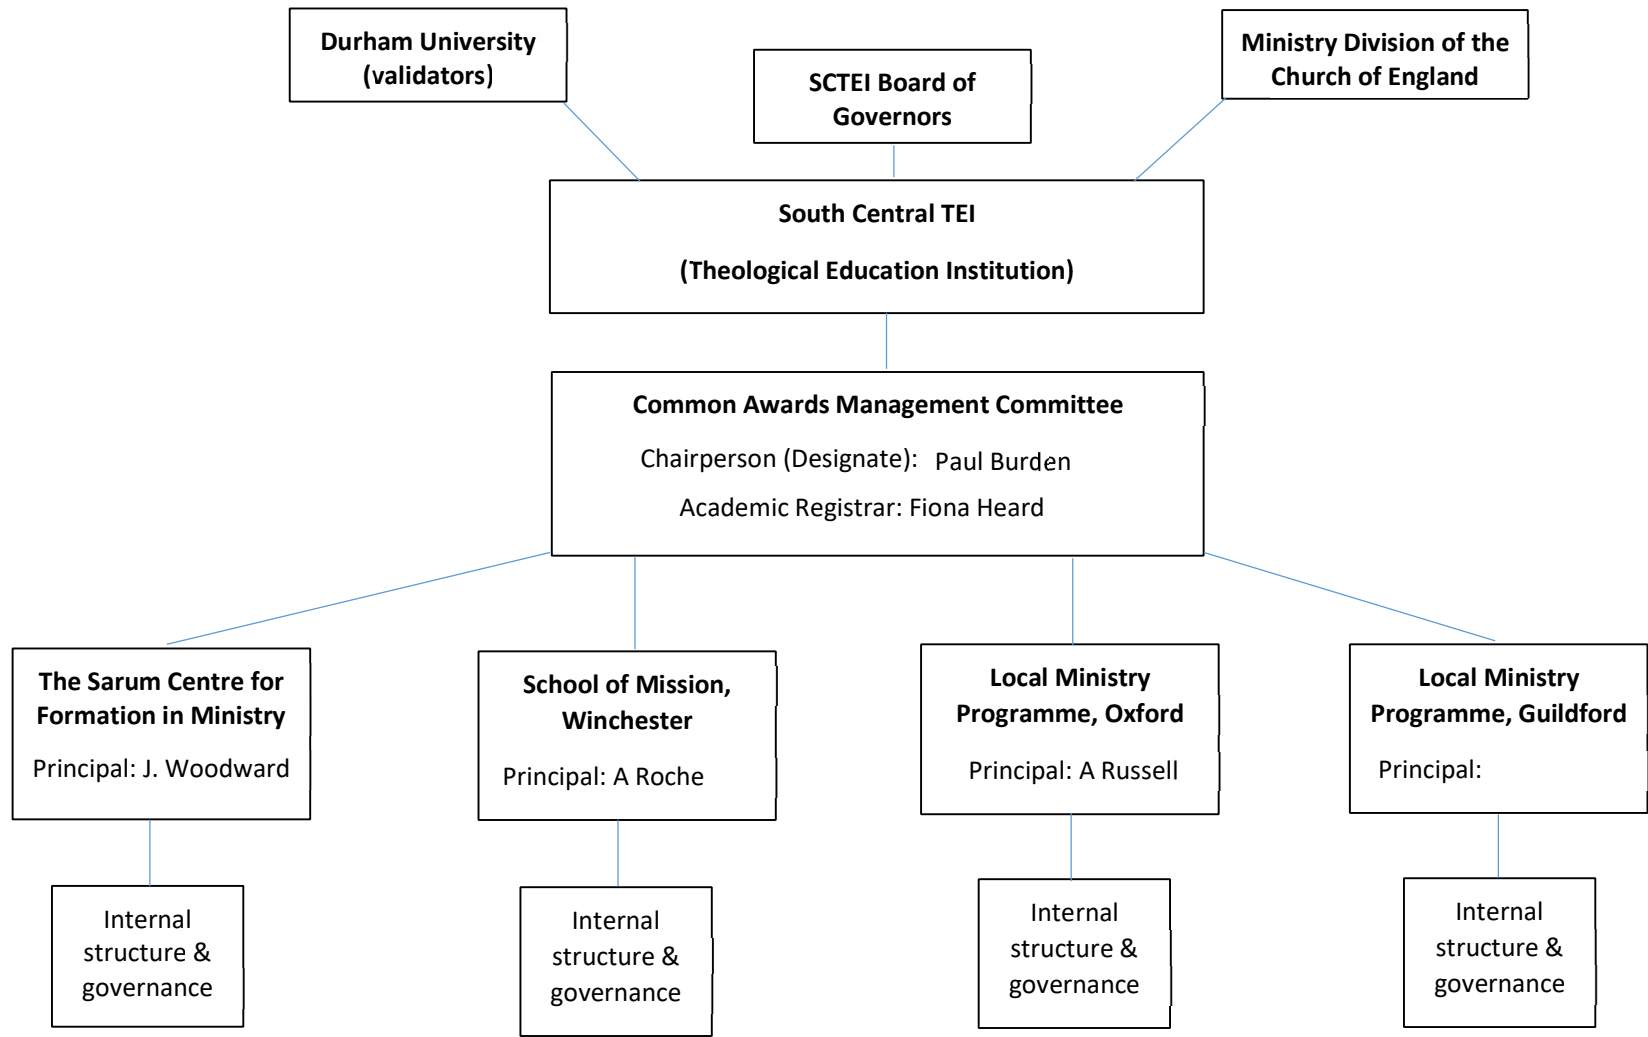 Durham University
(validators)
SCTEI Board of
Governors
Ministry Division of the
Church of England
South Central TEI
(Theological Education Institution)
Common Awards Management Committee
Chairperson (Designate): Paul Burden
Academic Registrar: Fiona Heard
The Sarum Centre for
Formation in Ministry
Principal: J. Woodward
School of Mission,
Winchester
Principal: A Roche
Local Ministry
Programme, Oxford
Principal: A Russell
Local Ministry
Programme, Guildford
Principal:
Internal
structure &
governance
Internal
structure &
governance
Internal
structure &
governance
Internal
structure &
governance